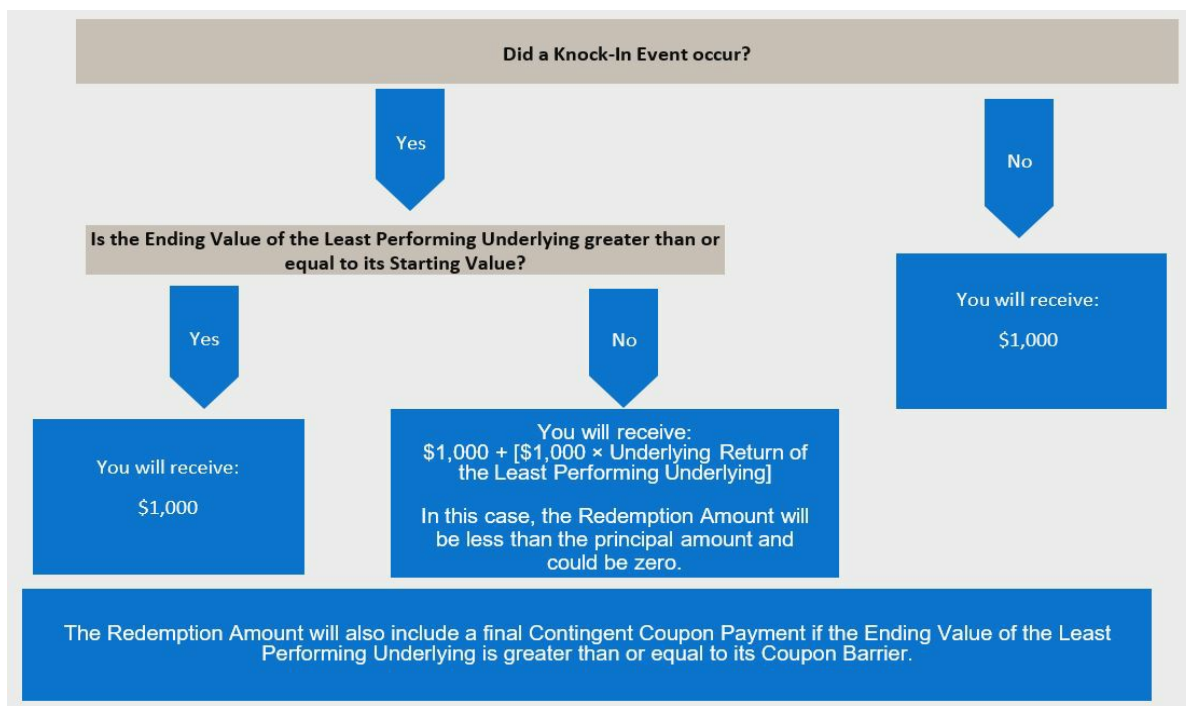 Did a Knock-In Event occur?
Yes
No
Is the Ending Value of the Least Performing Underlying greater than or
equal to its Starting Value?
You will receive:
$1,000
Yes
No
You will receive:
$1,000
You will receive:
$1,000 + [$1,000 × Underlying Return of
the Least Performing Underlying]
In this case, the Redemption Amount will
be less than the principal amount and
could be zero.
The Redemption Amount will also include a final Contingent Coupon Payment if the Ending Value of the Least
Performing Underlying is greater than or equal to its Coupon Barrier.